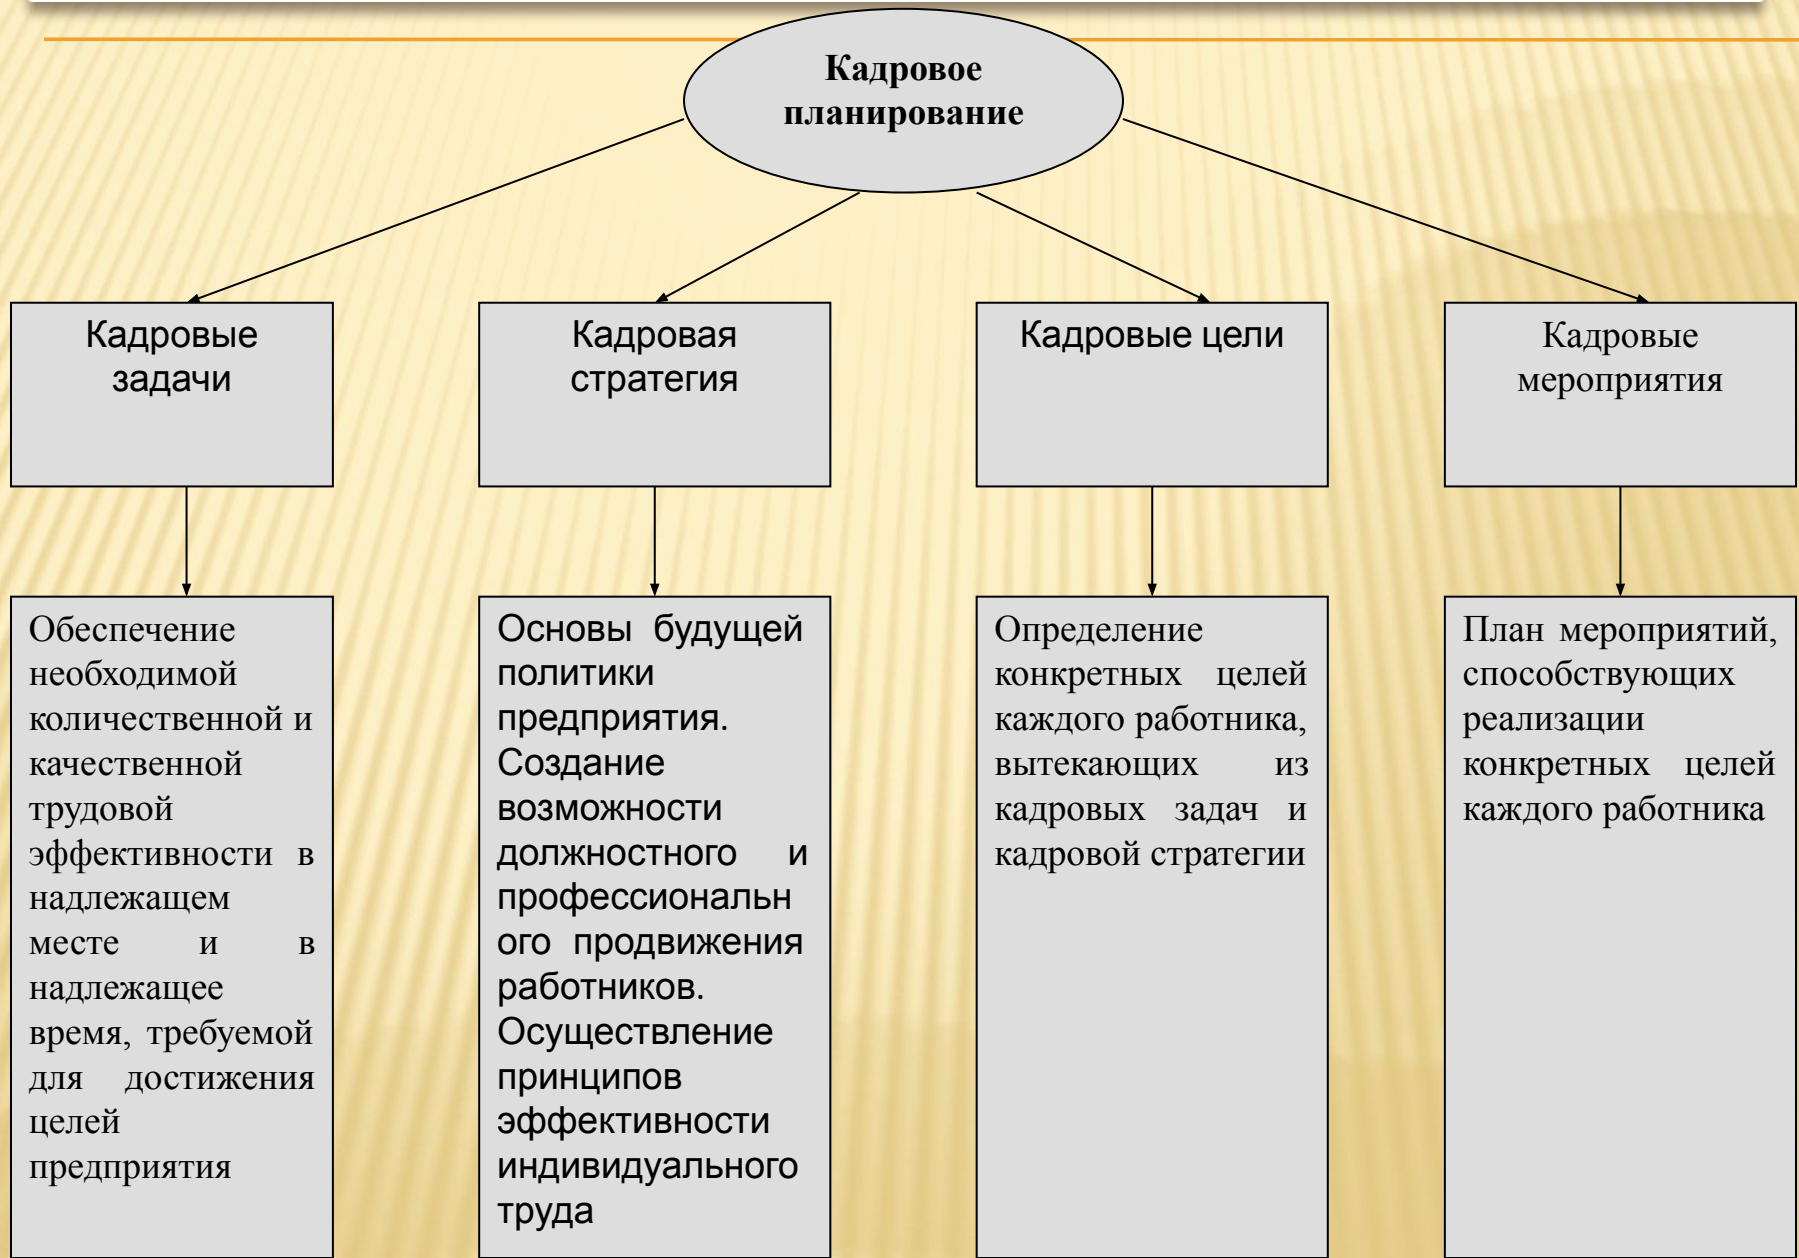 Кадровое
планирование
Кадровые
задачи
Кадровая
стратегия
Кадровые цели
Кадровые
мероприятия
Обеспечение
необходимой
количественной и
качественной
трудовой
эффективности в
надлежащем
месте и в
надлежащее
время, требуемой
для достижения
целей
предприятия
Основы будущей
политики
предприятия.
Создание
возможности
должностного и
профессиональн
ого продвижения
работников.
Осуществление
принципов
эффективности
индивидуального
труда
Определение
конкретных целей
каждого работника,
вытекающих из
кадровых задач и
кадровой стратегии
План мероприятий,
способствующих
реализации
конкретных целей
каждого работника